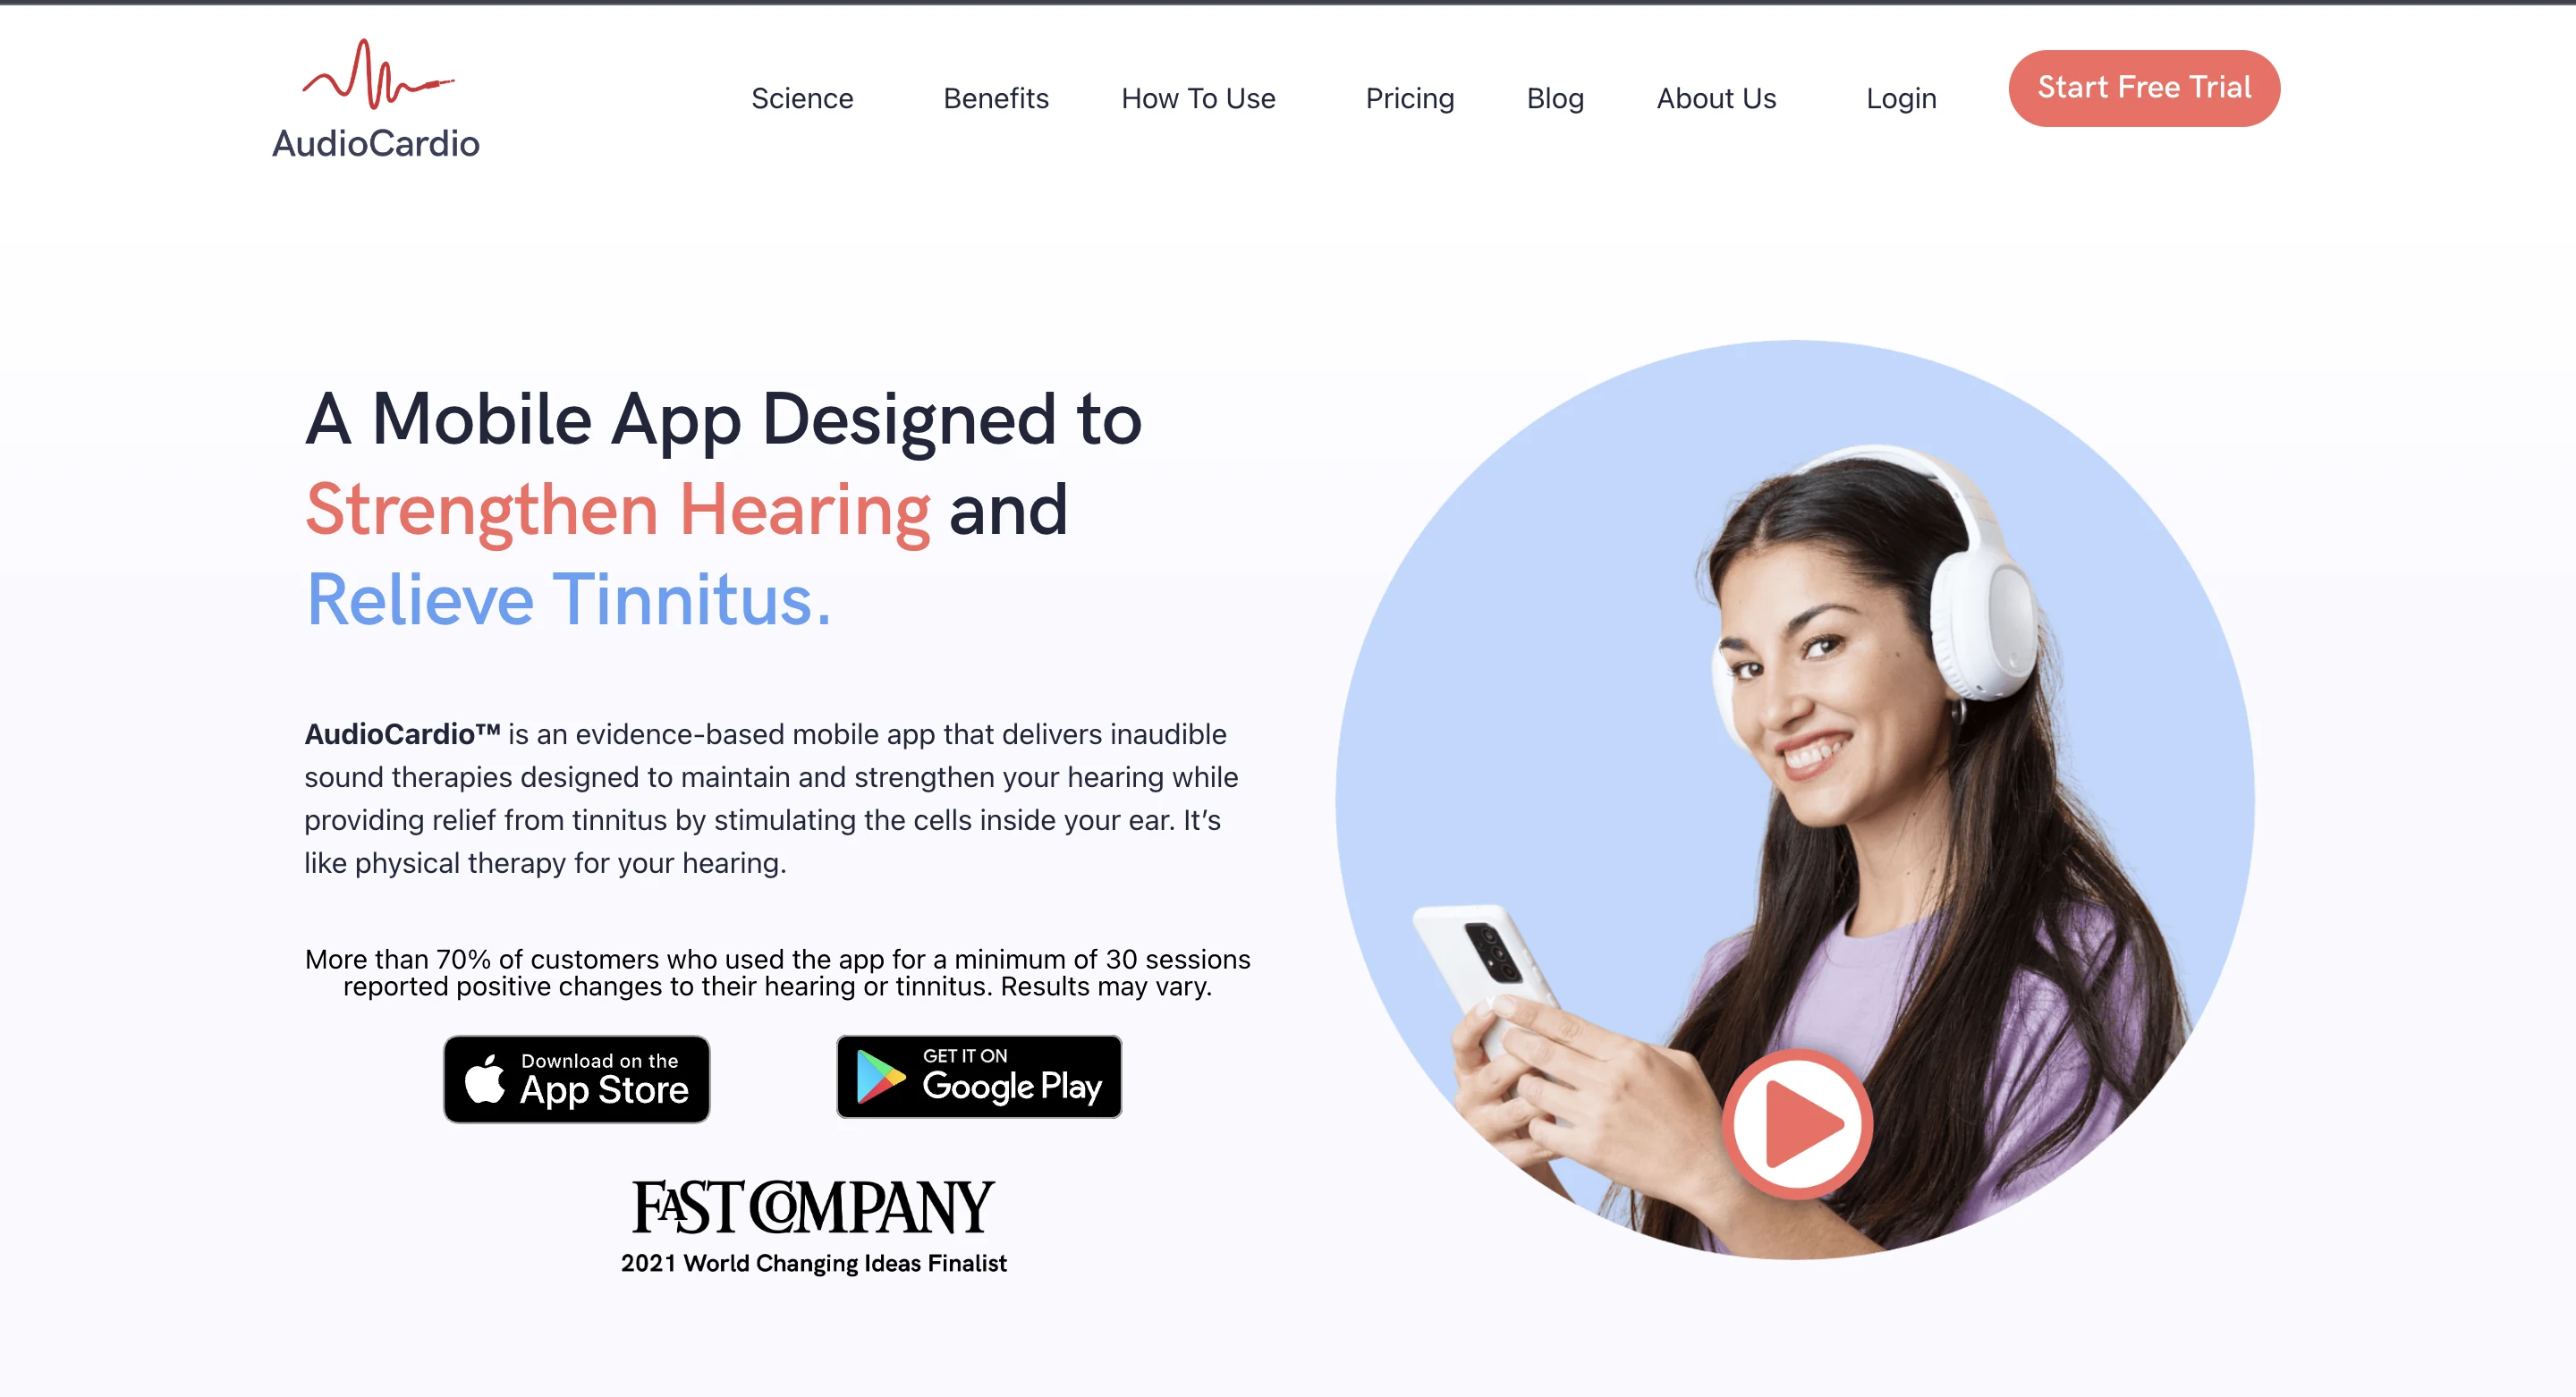 AudioCardio
Science
Benefits
How To Use
Pricing
Blog
About Us
Login
Start Free Trial
A Mobile App Designed to
Strengthen Hearing and
Relieve Tinnitus.
AudioCardio™ is an evidence-based mobile app that delivers inaudible
sound therapies designed to maintain and strengthen your hearing while
providing relief from tinnitus by stimulating the cells inside your ear. It’s
like physical therapy for your hearing.
More than 70% of customers who used the app for a minimum of 30 sessions
reported positive changes to their hearing or tinnitus. Results may vary.
Download on the
App Store
GET IT ON
Google Play
FAST COMPANY
2021 World Changing Ideas Finalist